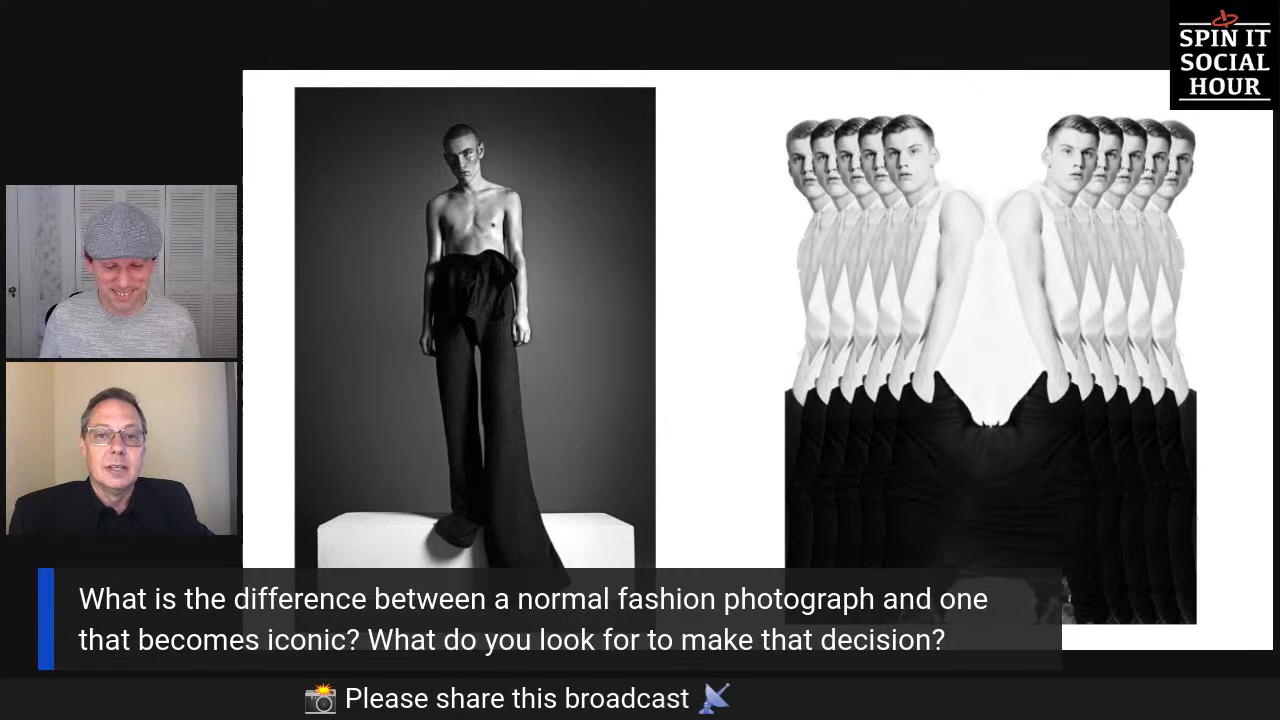 SPIN IT
SOCIAL
HOUR
What is the difference between a normal fashion photograph and one
that becomes iconic? What do you look for to make that decision?
📸 Please share this broadcast 📡